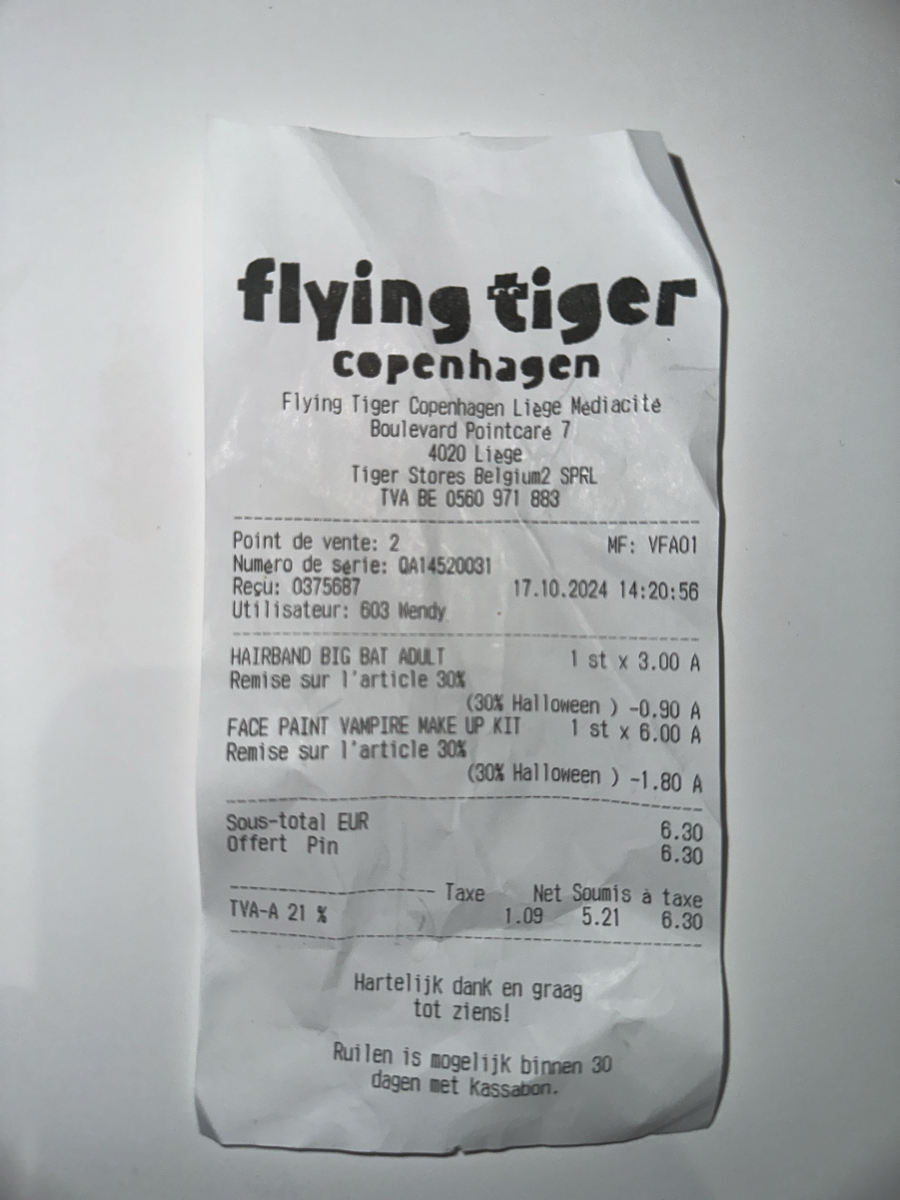 flying tiger
copenhagen
Flying Tiger Copenhagen Liège Médiacité
Boulevard Pointcaré 7
4020 Liège
Tiger Stores Belgium2 SPRL
TVA BE 0560 971 883
Point de vente: 2 MF: VFA01
Numéro de série: QA14520031
Reçu: 0375687 17.10.2024 14:20:56
Utilisateur: 603 Wendy
HAIRBAND BIG BAT ADULT 1 st x 3.00 A
Remise sur l'article 30%
(30% Halloween ) -0.90 A
FACE PAINT VAMPIRE MAKE UP KIT 1 st x 6.00 A
Remise sur l'article 30%
(30% Halloween ) -1.80 A
Sous-total EUR 6.30
Offert Pin 6.30
Taxe Net Soumis à taxe
TVA-A 21 % 1.09 5.21 6.30
Hartelijk dank en graag
tot ziens!
Ruilen is mogelijk binnen 30
dagen met Kassabon.